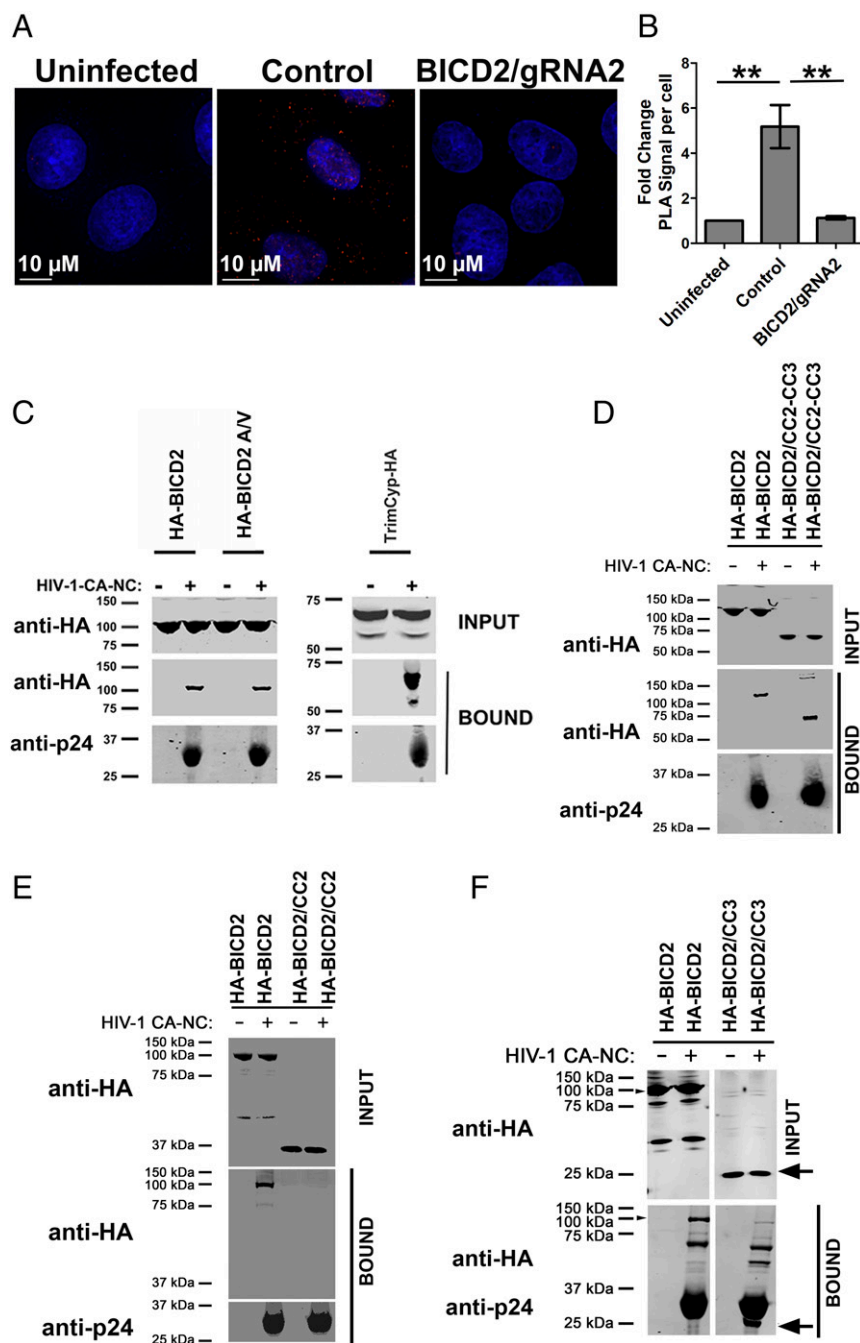 A
Uninfected
Control
BICD2/gRNA2
10 µM
10 µM
10 µM
B
Fold Change
PLA Signal per cell
8
6
4
2
0
**
**
Uninfected
Control
BICD2/gRNA2
C
HA-BICD2
HA-BICD2 A/V
TrimCyp-HA
HIV-1-CA-NC:
-
+
-
+
-
+
anti-HA
150
100
75
75
50
INPUT
anti-HA
150
100
75
75
50
anti-p24
37
25
37
25
BOUND
D
HA-BICD2
HA-BICD2
HA-BICD2/CC2-CC3
HA-BICD2/CC2-CC3
HIV-1 CA-NC:
-
+
-
+
anti-HA
150 kDa
100 kDa
75 kDa
50 kDa
INPUT
anti-HA
150 kDa
100 kDa
75 kDa
50 kDa
anti-p24
37 kDa
25 kDa
BOUND
E
HA-BICD2
HA-BICD2
HA-BICD2/CC2
HA-BICD2/CC2
HIV-1 CA-NC:
-
+
-
+
anti-HA
150 kDa
100 kDa
75 kDa
37 kDa
INPUT
anti-HA
150 kDa
100 kDa
75 kDa
37 kDa
anti-p24
37 kDa
25 kDa
BOUND
F
HA-BICD2
HA-BICD2
HA-BICD2/CC3
HA-BICD2/CC3
HIV-1 CA-NC:
-
+
-
+
anti-HA
150 kDa
100 kDa
75 kDa
25 kDa
INPUT
anti-HA
150 kDa
100 kDa
75 kDa
anti-p24
37 kDa
25 kDa
BOUND